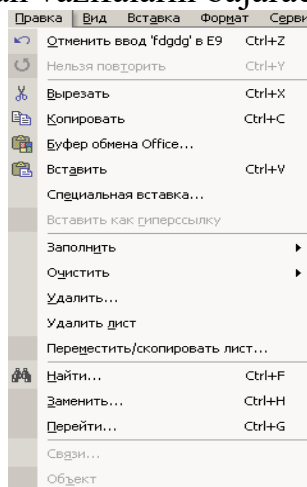 Правка Вид Вставка Формат
Отменить ввод 'fdgdg' в E9 Ctrl+Z
Нельзя повторить Ctrl+Y
Вырезать Ctrl+X
Копировать Ctrl+C
Буфер обмена Office...
Вставить Ctrl+V
Специальная вставка...
Вставить как гиперссылку
Заполнить
Очистить
Удалить...
Удалить лист
Переместить/скопировать лист...
Найти... Ctrl+F
Заменить... Ctrl+H
Перейти... Ctrl+G
Связи...
Объект